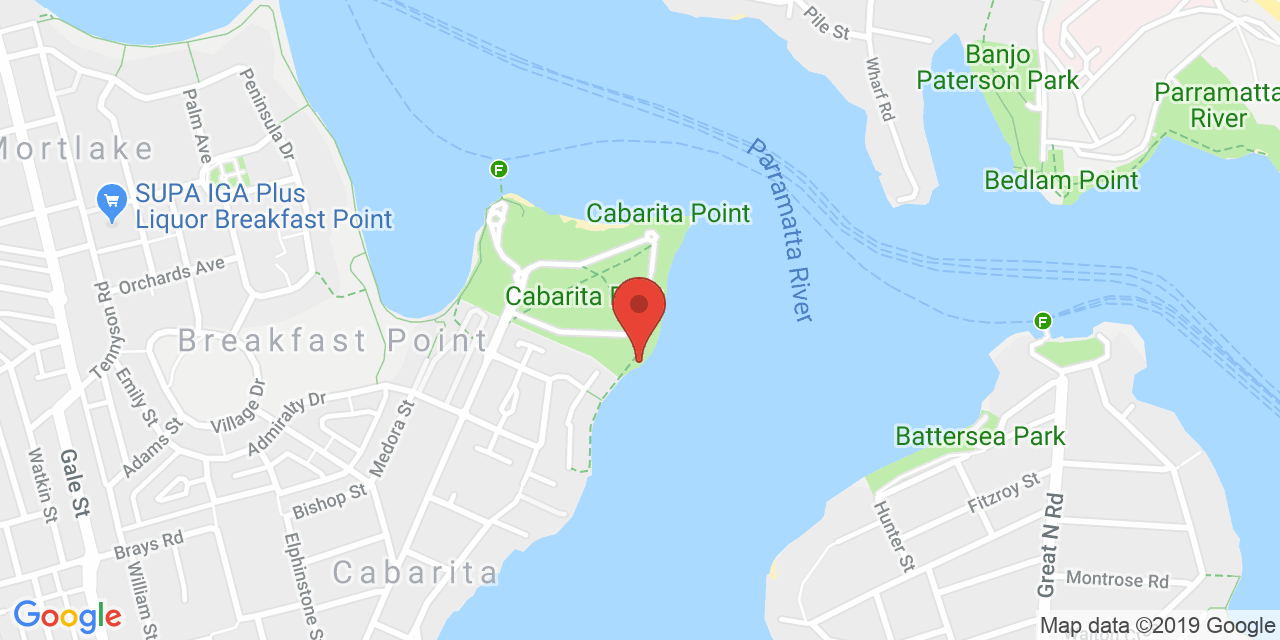 Pile St
Banjo
Paterson Park
Wharf Rd
Parramatta
River
Peninsula Dr
Palm Ave
Mortlake
Parramatta River
F
Bedlam Point
SUPA IGA Plus
Liquor Breakfast Point
Cabarita Point
Orchards Ave
Cabarita
Tennyson Rd
F
Breakfast Point
Emily St
Village Dr
Admiralty Dr
Adams St
Medora St
Battersea Park
Watkin St
Gale St
Bishop St
Fitzroy St
Hunter St
Great N Rd
Brays Rd
Elphinstone S
William St
Cabarita
Montrose Rd
Google
Map data ©2019 Google